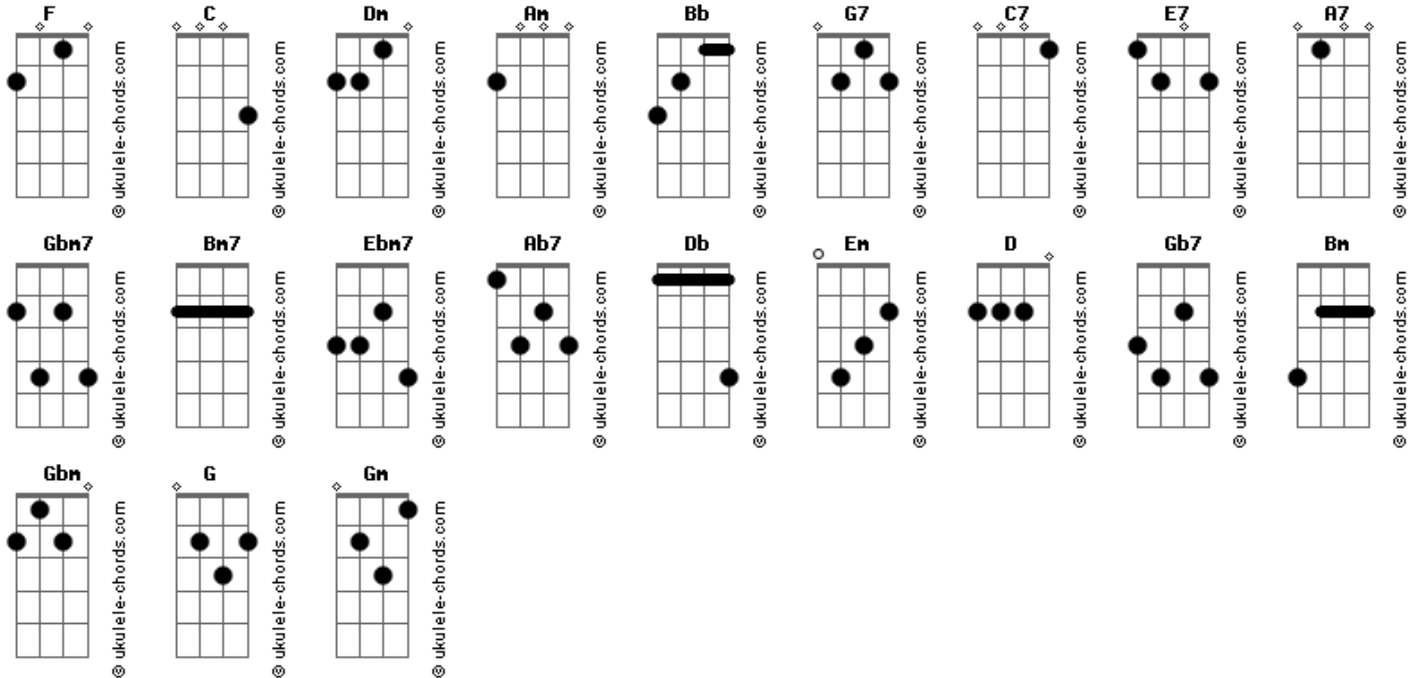 F C Dm Am Bb G7 C7 E7 A7
© ukulele-chords.com © ukulele-chords.com © ukulele-chords.com © ukulele-chords.com © ukulele-chords.com © ukulele-chords.com © ukulele-chords.com © ukulele-chords.com © ukulele-chords.com
Gbm7 Bm7 Ebm7 Ab7 Db Em D Gb7 Bm
© ukulele-chords.com © ukulele-chords.com © ukulele-chords.com © ukulele-chords.com © ukulele-chords.com © ukulele-chords.com © ukulele-chords.com © ukulele-chords.com © ukulele-chords.com
Gbm G Gm
© ukulele-chords.com © ukulele-chords.com © ukulele-chords.com